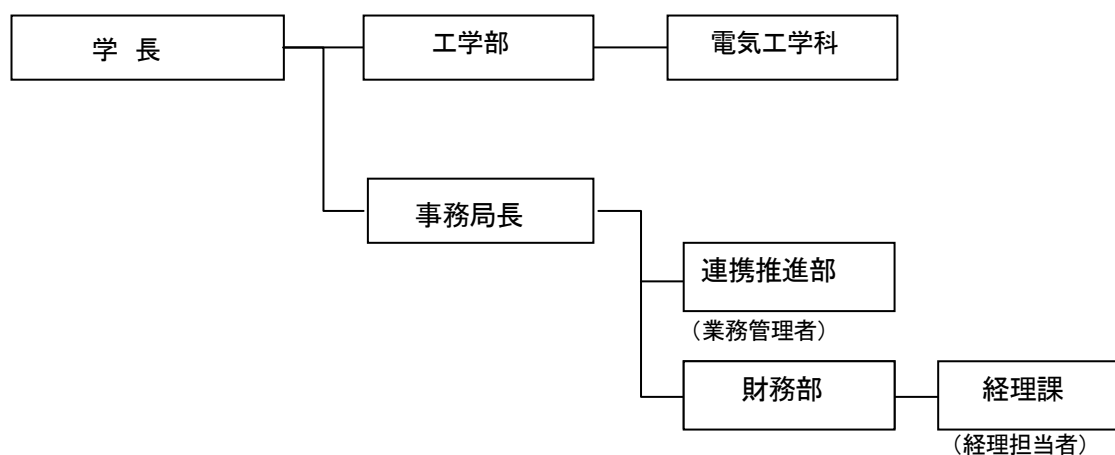 学 長
工学部
電気工学科
事務局長
連携推進部
（業務管理者）
財務部
経理課
（経理担当者）